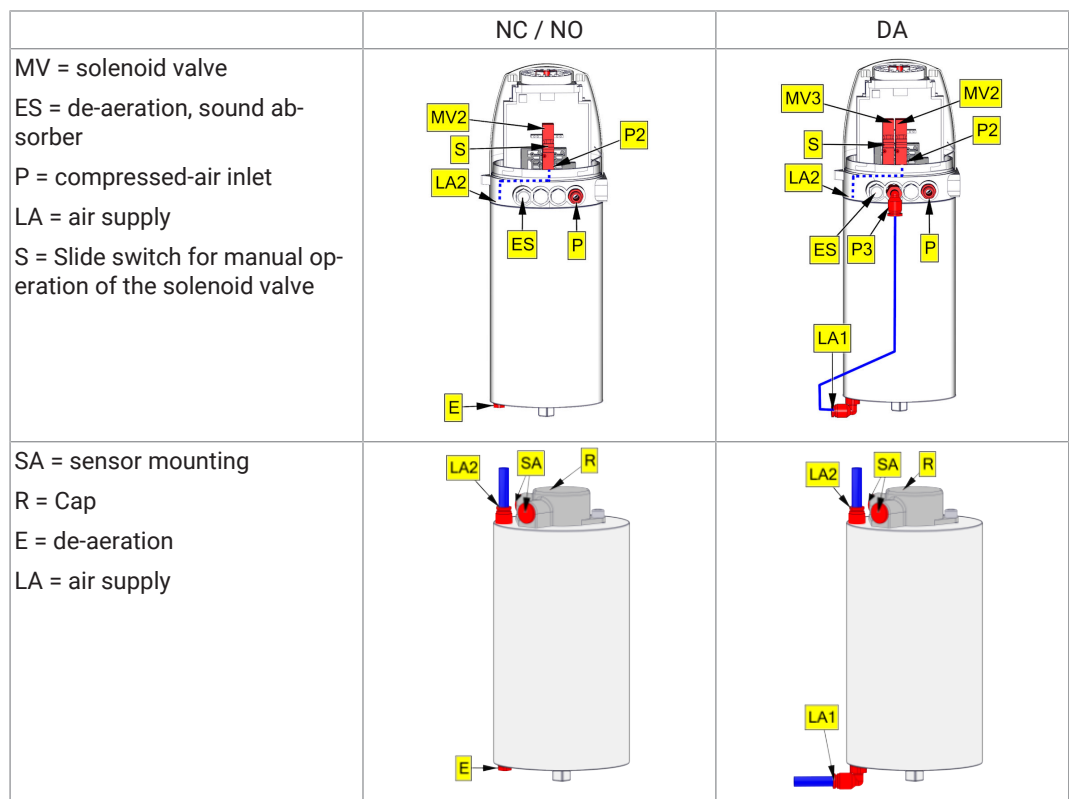 NC / NO
DA
MV = solenoid valve
ES = de-aeration, sound ab-
sorber
P = compressed-air inlet
LA = air supply
S = Slide switch for manual op-
eration of the solenoid valve
MV2
S
P2
LA2
ES
P
E
MV3
MV2
P2
S
LA2
ES
P3
P
LA1
SA = sensor mounting
R = Cap
E = de-aeration
LA = air supply
LA2
SA
R
E
LA2
SA
R
LA1